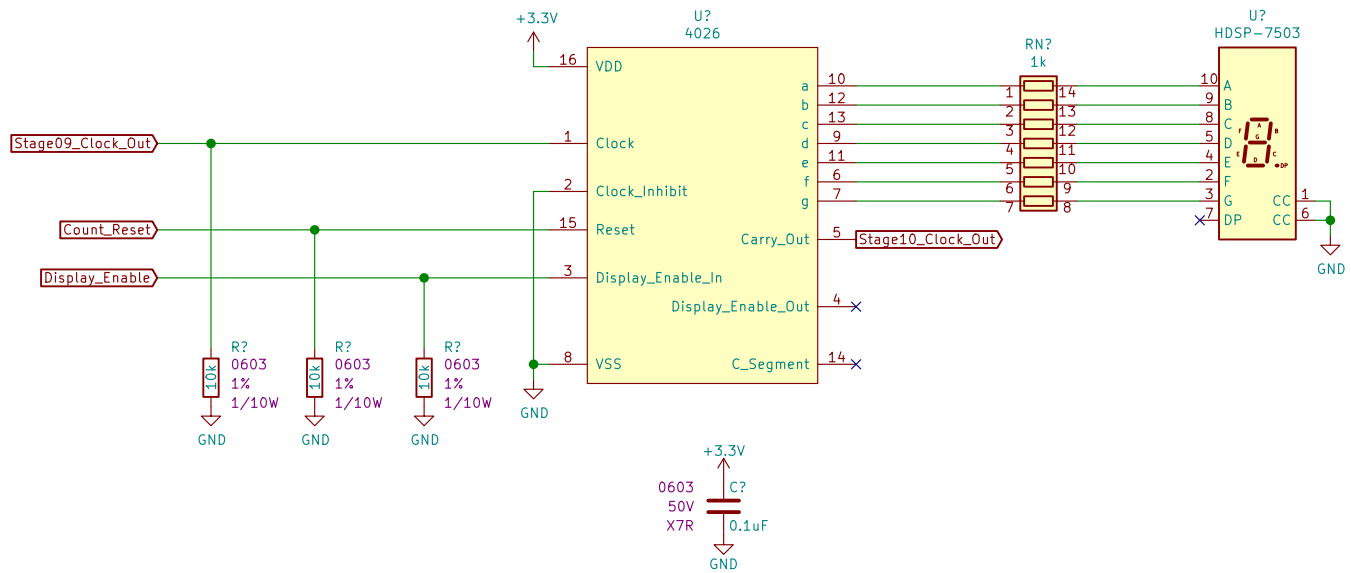 +3.3V
U?
4026
U?
HDSP-7503
RN?
1k
16 VDD
Stage09_Clock_Out
1 Clock
2 Clock_Inhibit
Count_Reset
15 Reset
Display_Enable
3 Display_Enable_In
8 VSS
GND
a 10
b 12
c 13
d 9
e 11
f 6
g 7
Carry_Out 5
Stage10_Clock_Out
Display_Enable_Out 4
C_Segment 14
1 14
2 13
3 12
4 11
5 10
6 9
7 8
10 A
9 B
8 C
5 D
4 E
2 F
3 G
7 DP
A
F B
G
E C
D
DP
CC 1
CC 6
GND
10k
R?
0603
1%
1/10W
GND
10k
R?
0603
1%
1/10W
GND
10k
R?
0603
1%
1/10W
GND
+3.3V
0603
50V
X7R
C?
0.1uF
GND